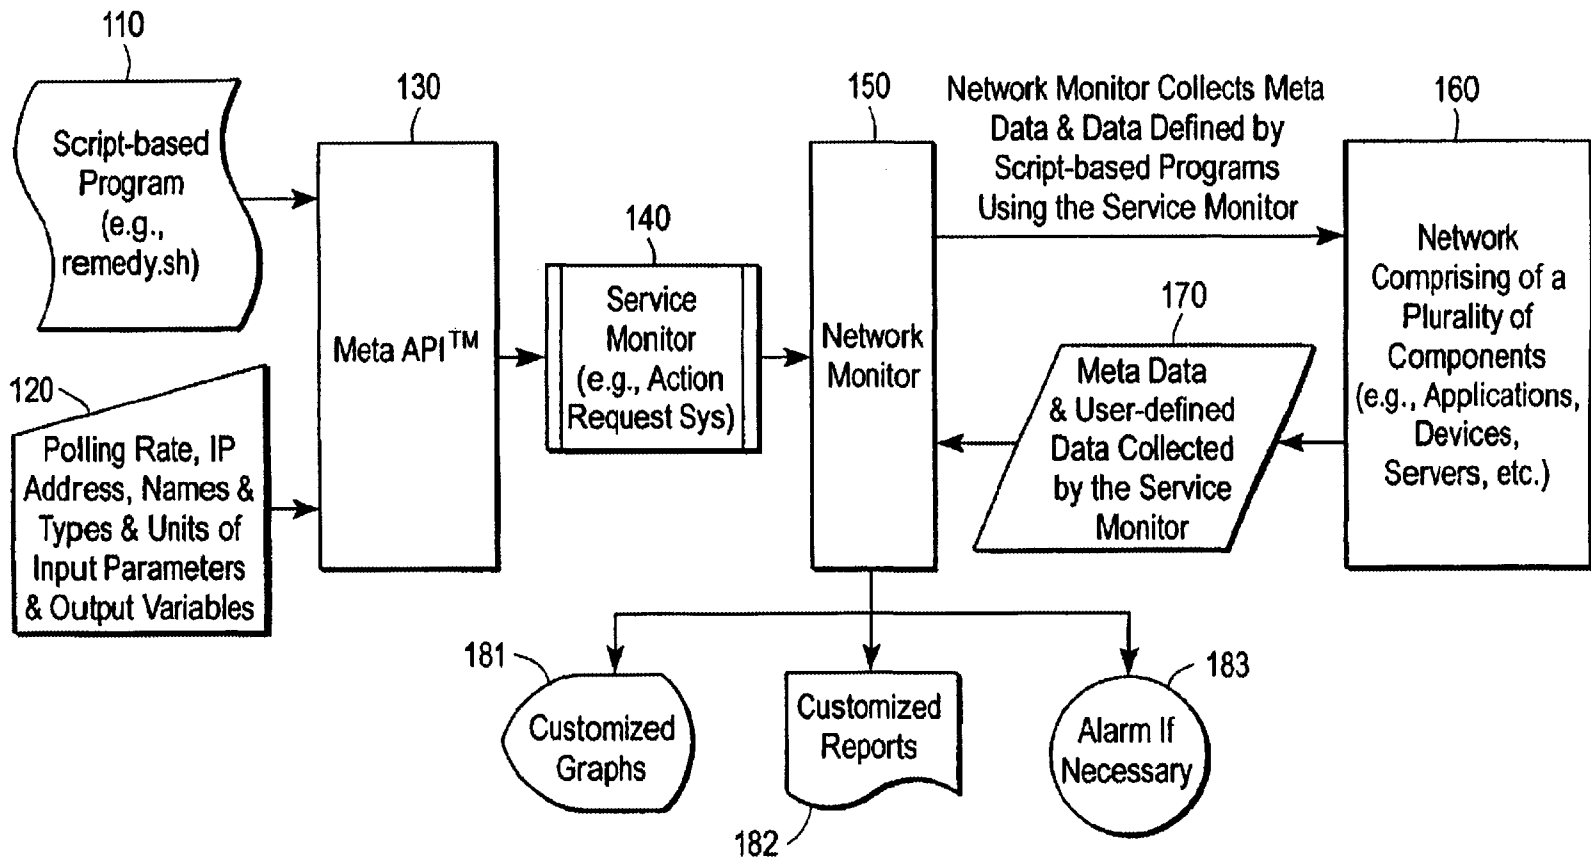 110
Script-based
Program
(e.g.,
remedy.sh)
120
Polling Rate, IP
Address, Names &
Types & Units of
Input Parameters
& Output Variables
130
Meta API™
140
Service
Monitor
(e.g., Action
Request Sys)
150
Network
Monitor
Network Monitor Collects Meta
Data & Data Defined by
Script-based Programs
Using the Service Monitor
160
Network
Comprising of a
Plurality of
Components
(e.g., Applications,
Devices,
Servers, etc.)
170
Meta Data
& User-defined
Data Collected
by the Service
Monitor
181
Customized
Graphs
Customized
Reports
182
183
Alarm If
Necessary